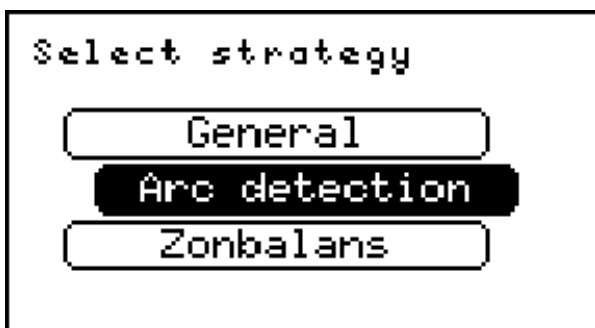 Select strategy
General
Arc detection
Zonbalans